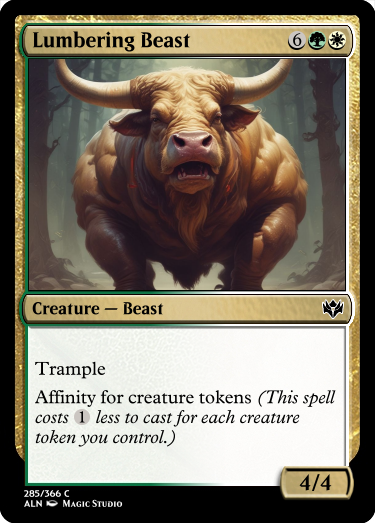 Lumbering Beast 6
Creature — Beast
Trample
Affinity for creature tokens (This spell
costs 1 less to cast for each creature
token you control.)
4/4
285/366 C
ALN Magic Studio